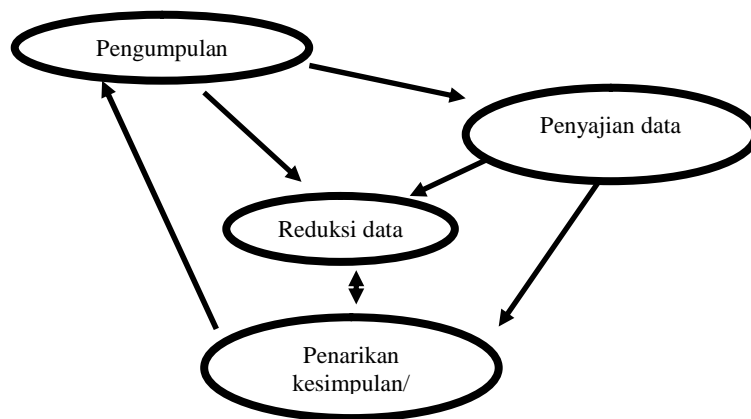 Pengumpulan
Penyajian data
Reduksi data
Penarikan
kesimpulan/